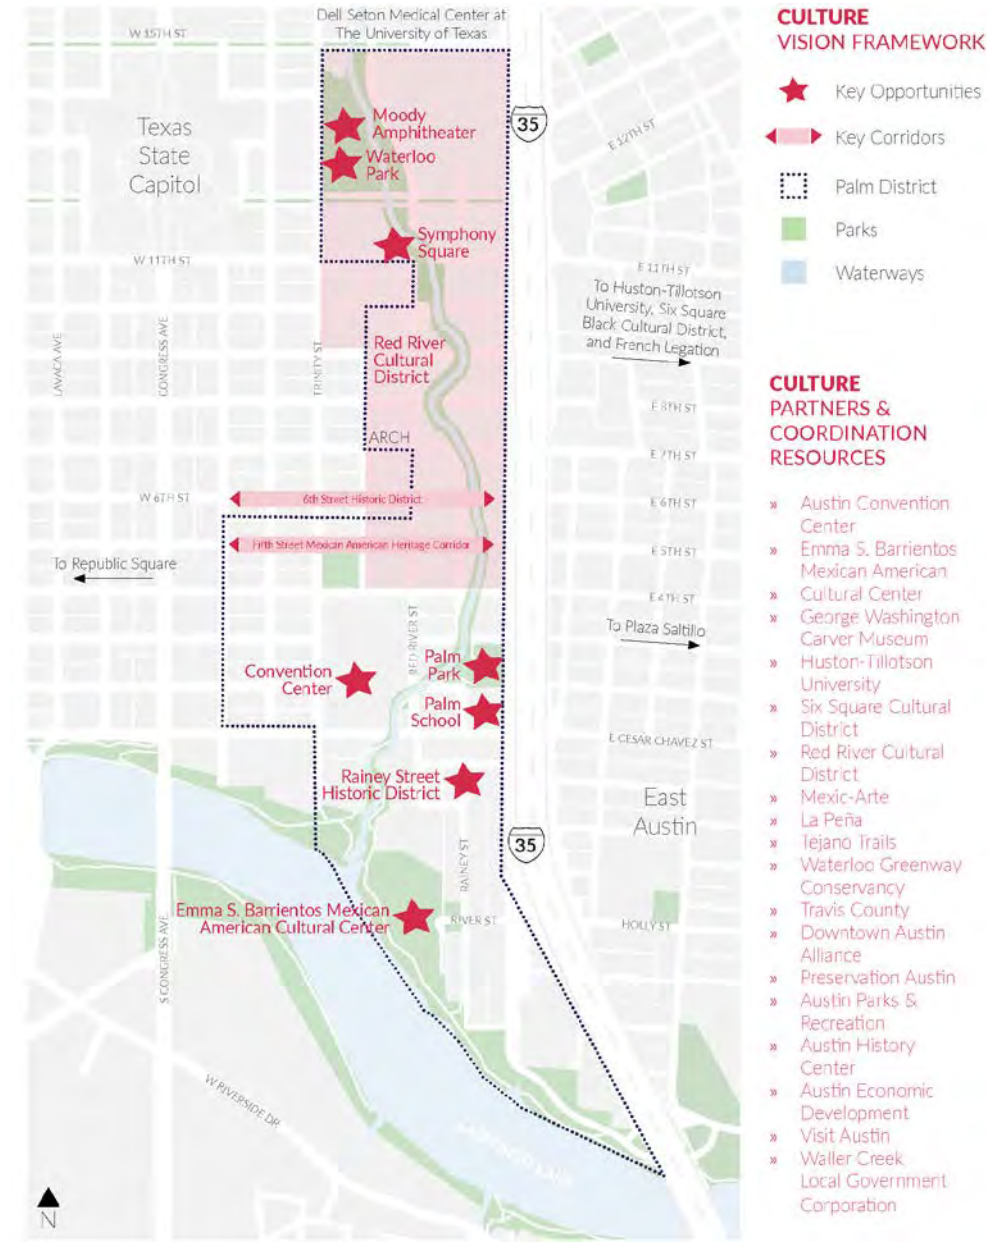 Dell Seton Medical Center at
The University of Texas
W 15TH ST
Texas
State
Capitol
Moody
Amphitheater
Waterloo
Park
35
E 12TH ST
Symphony
Square
W 11TH ST
E 11TH ST
To Huston-Tillotson
University, Six Square
Black Cultural District,
and French Legation
LAVACA AVE
CONGRESS AVE
TRINITY ST
Red River
Cultural
District
E 8TH ST
ARCH
E 7TH ST
W 6TH ST
6th Street Historic District
E 6TH ST
Fifth Street Mexican American Heritage Corridor
E 5TH ST
To Republic Square
E 4TH ST
RED RIVER ST
To Plaza Saltillo
Convention
Center
Palm
Park
Palm
School
E CESAR CHAVEZ ST
Rainey Street
Historic District
East
Austin
35
RAINEY ST
Emma S. Barrientos Mexican
American Cultural Center
RIVER ST
HOLLY ST
S CONGRESS AVE
W RIVERSIDE DR
N
CULTURE
VISION FRAMEWORK
Key Opportunities
Key Corridors
Palm District
Parks
Waterways
CULTURE
PARTNERS &
COORDINATION
RESOURCES
» Austin Convention
Center
» Emma S. Barrientos
Mexican American
» Cultural Center
» George Washington
Carver Museum
» Huston-Tillotson
University
» Six Square Cultural
District
» Red River Cultural
District
» Mexic-Arte
» La Peña
» Tejano Trails
» Waterloo Greenway
Conservancy
» Travis County
» Downtown Austin
Alliance
» Preservation Austin
» Austin Parks &
Recreation
» Austin History
Center
» Austin Economic
Development
» Visit Austin
» Waller Creek
Local Government
Corporation